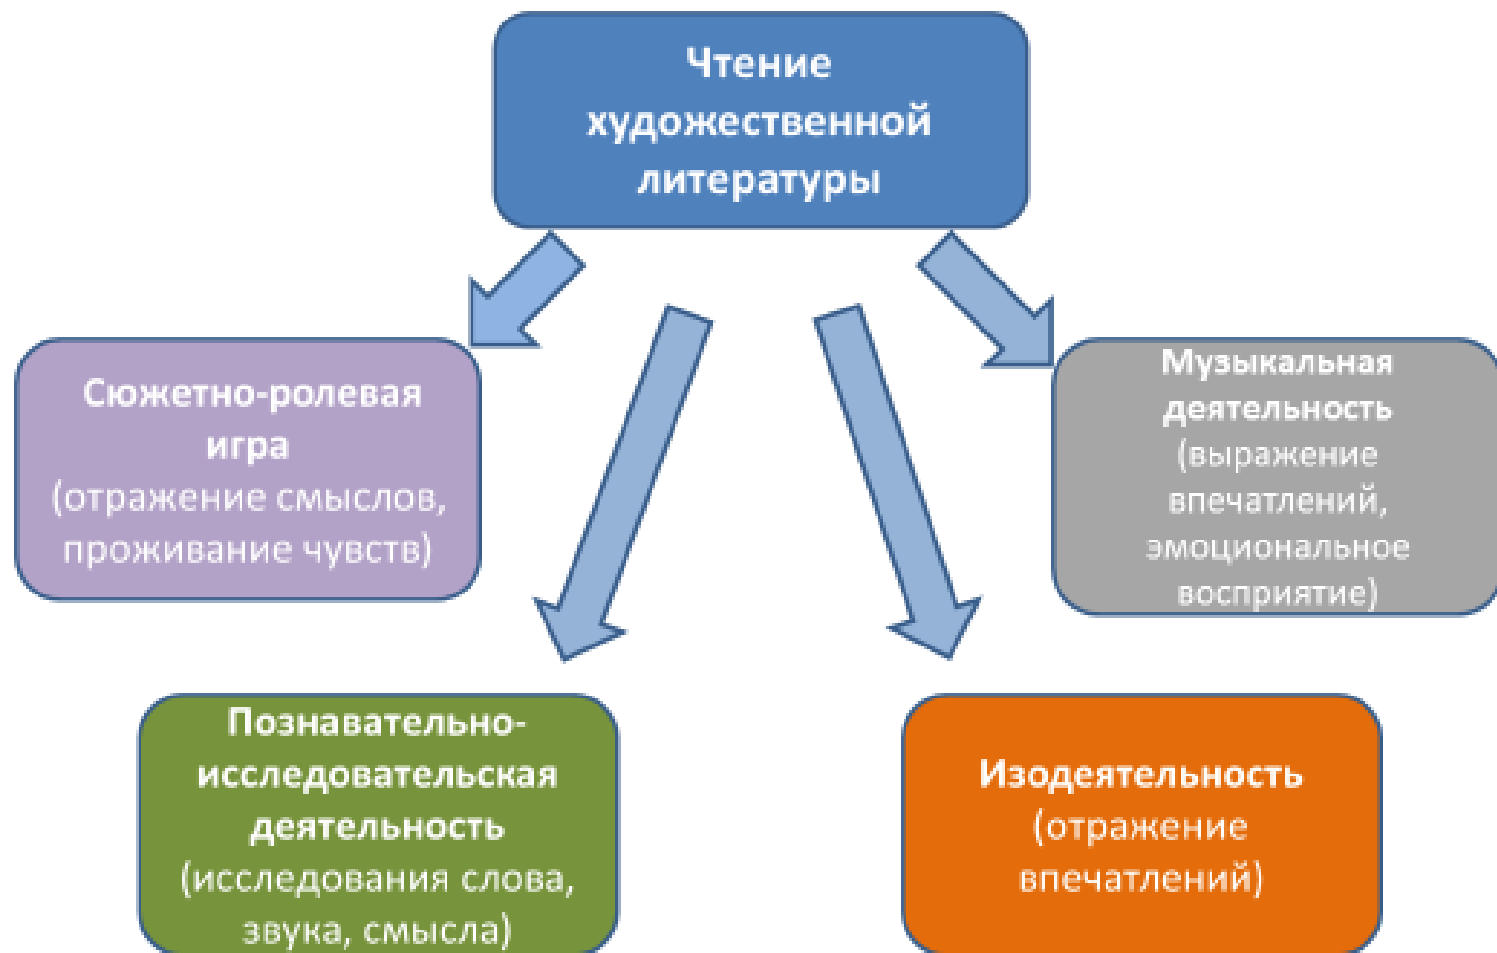 Чтение
художественной
литературы
Сюжетно-ролевая
игра
(отражение смыслов,
проживание чувств)
Музыкальная
деятельность
(выражение
впечатлений,
эмоциональное
восприятие)
Познавательно-
исследовательская
деятельность
(исследования слова,
звука, смысла)
Изодеятельность
(отражение
впечатлений)